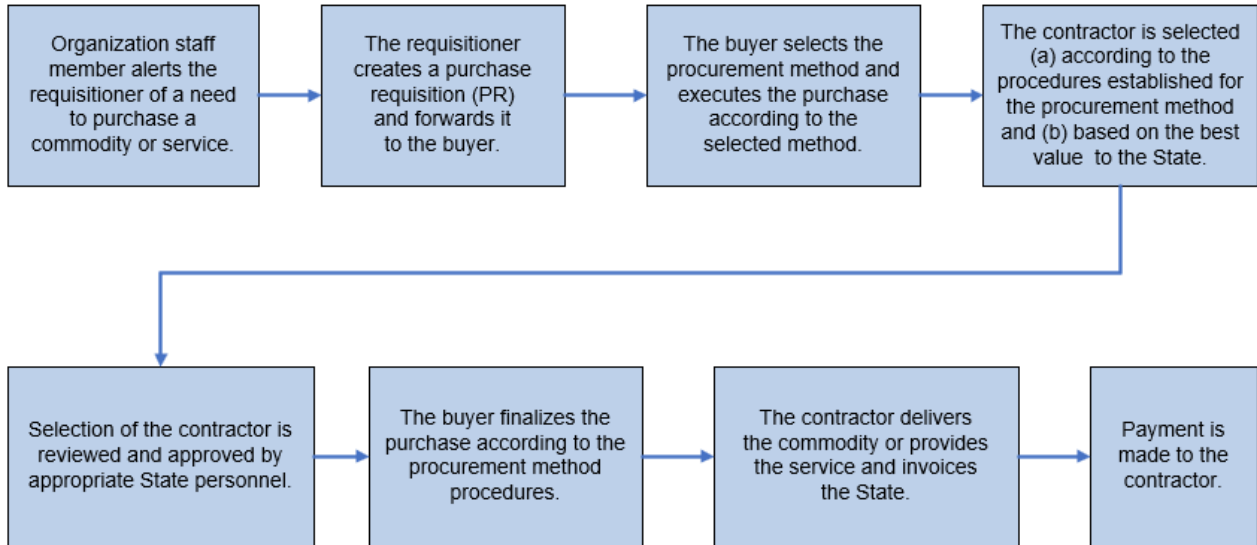 Organization staff
member alerts the
requisitioner of a need
to purchase a
commodity or service.
The requisitioner
creates a purchase
requisition (PR)
and forwards it
to the buyer.
The buyer selects the
procurement method and
executes the purchase
according to the
selected method.
The contractor is selected
(a) according to the
procedures established for
the procurement method
and (b) based on the best
value to the State.
Selection of the contractor is
reviewed and approved by
appropriate State personnel.
The buyer finalizes the
purchase according to the
procurement method
procedures.
The contractor delivers
the commodity or provides
the service and invoices
the State.
Payment is
made to the
contractor.